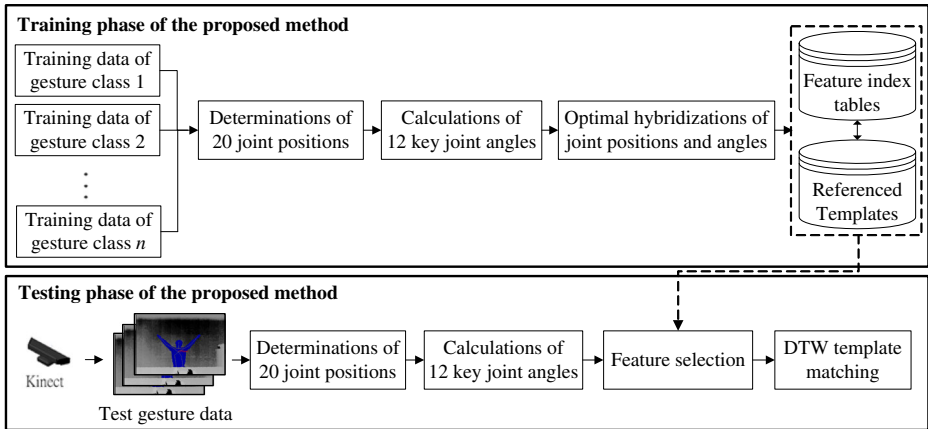 Training phase of the proposed method
Training data of
gesture class 1
Training data of
gesture class 2
Training data of
gesture class n
Determinations of
20 joint positions
Calculations of
12 key joint angles
Optimal hybridizations of
joint positions and angles
Feature index
tables
Referenced
Templates
Testing phase of the proposed method
Kinect
Test gesture data
Determinations of
20 joint positions
Calculations of
12 key joint angles
Feature selection
DTW template
matching